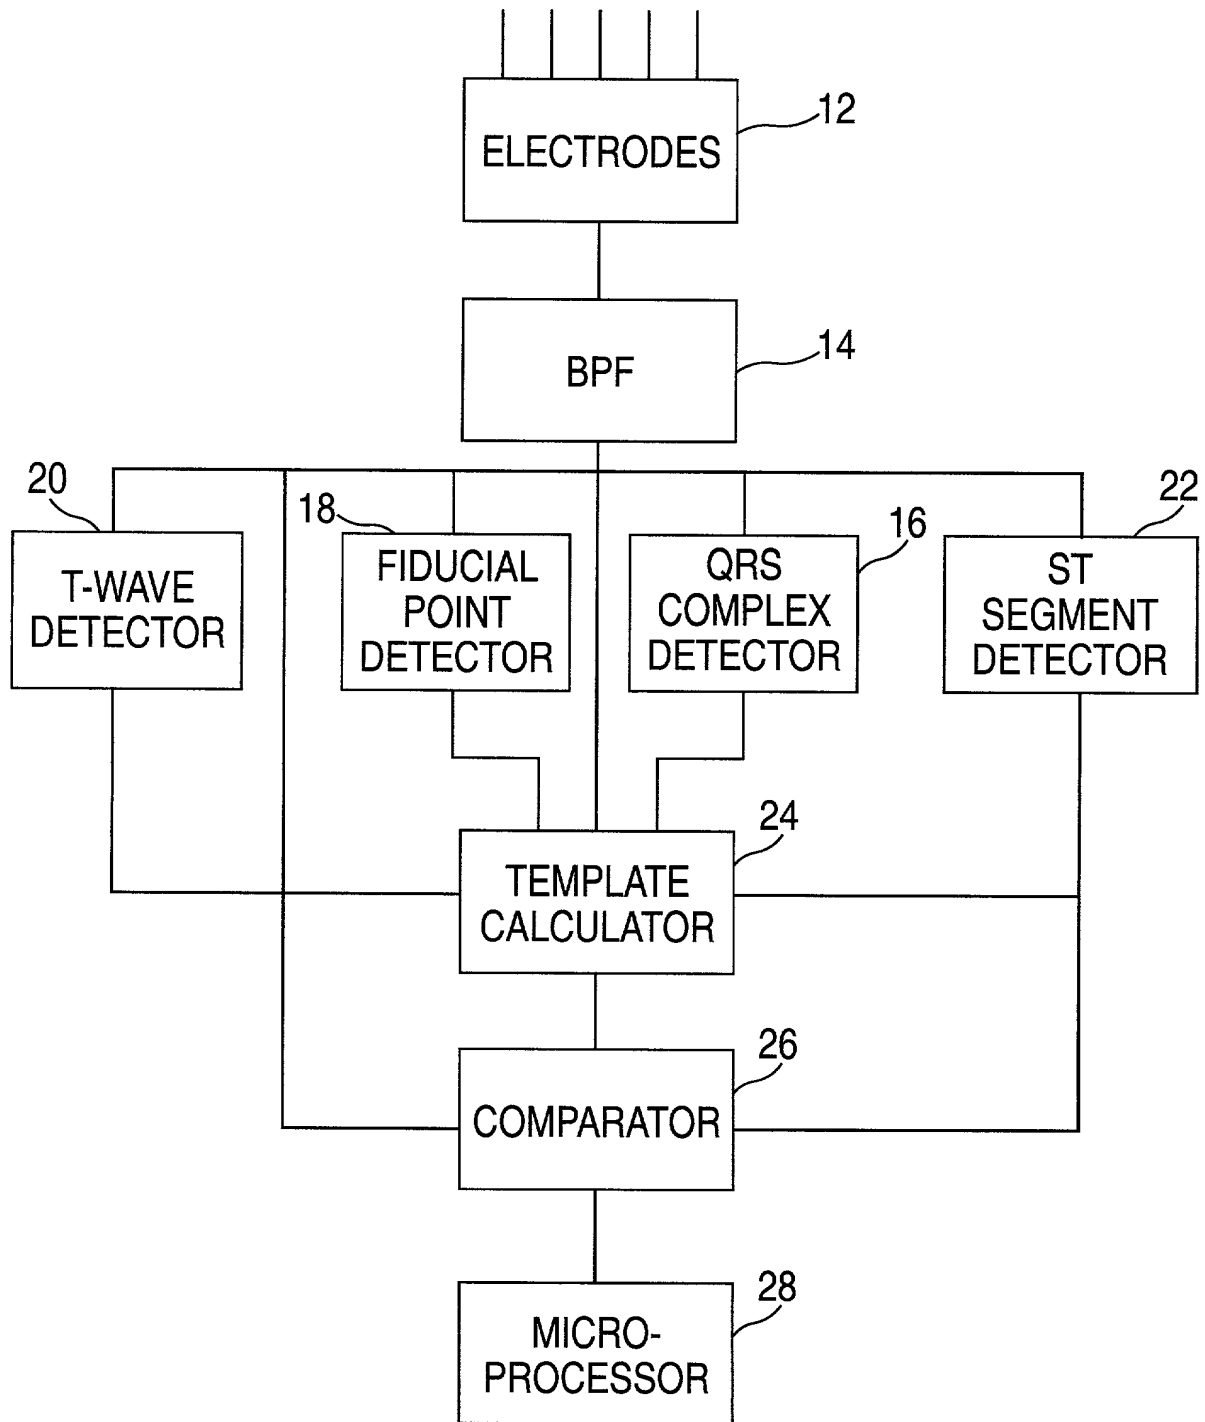 12
ELECTRODES
14
BPF
20
T-WAVE
DETECTOR
18
FIDUCIAL
POINT
DETECTOR
16
QRS
COMPLEX
DETECTOR
22
ST
SEGMENT
DETECTOR
24
TEMPLATE
CALCULATOR
26
COMPARATOR
28
MICRO-
PROCESSOR